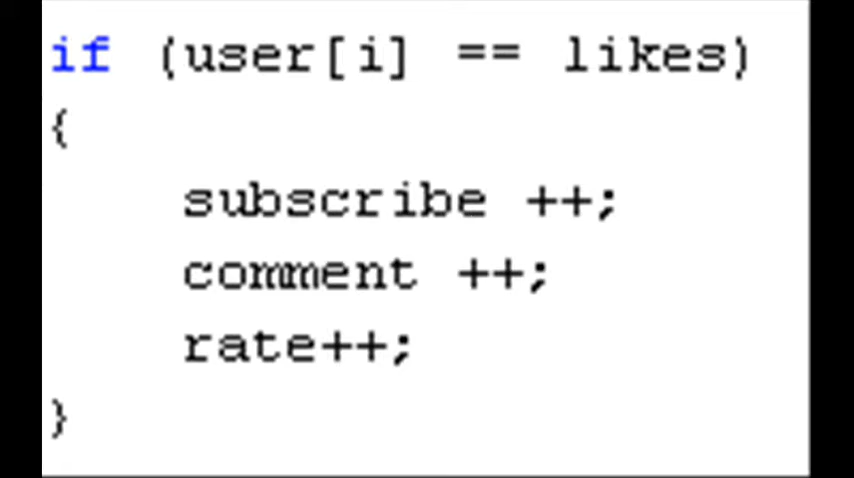 if (user[i] == likes)
{
subscribe ++;
comment ++;
rate++;
}